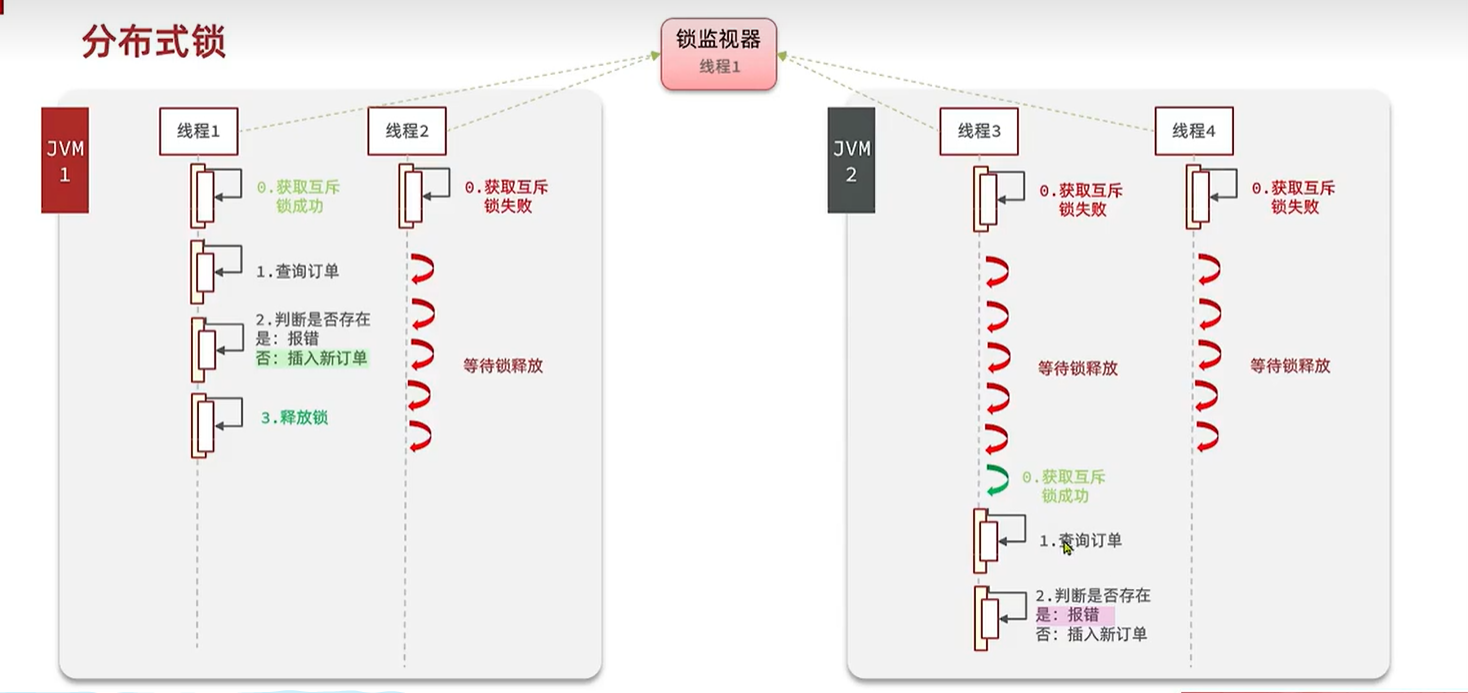 分布式锁
锁监视器
线程1
JVM
1
线程1
线程2
0.获取互斥
锁成功
0.获取互斥
锁失败
1.查询订单
2.判断是否存在
是：报错
否：插入新订单
等待锁释放
3.释放锁
JVM
2
线程3
线程4
0.获取互斥
锁失败
0.获取互斥
锁失败
等待锁释放
等待锁释放
0.获取互斥
锁成功
1.查询订单
2.判断是否存在
是：报错
否：插入新订单